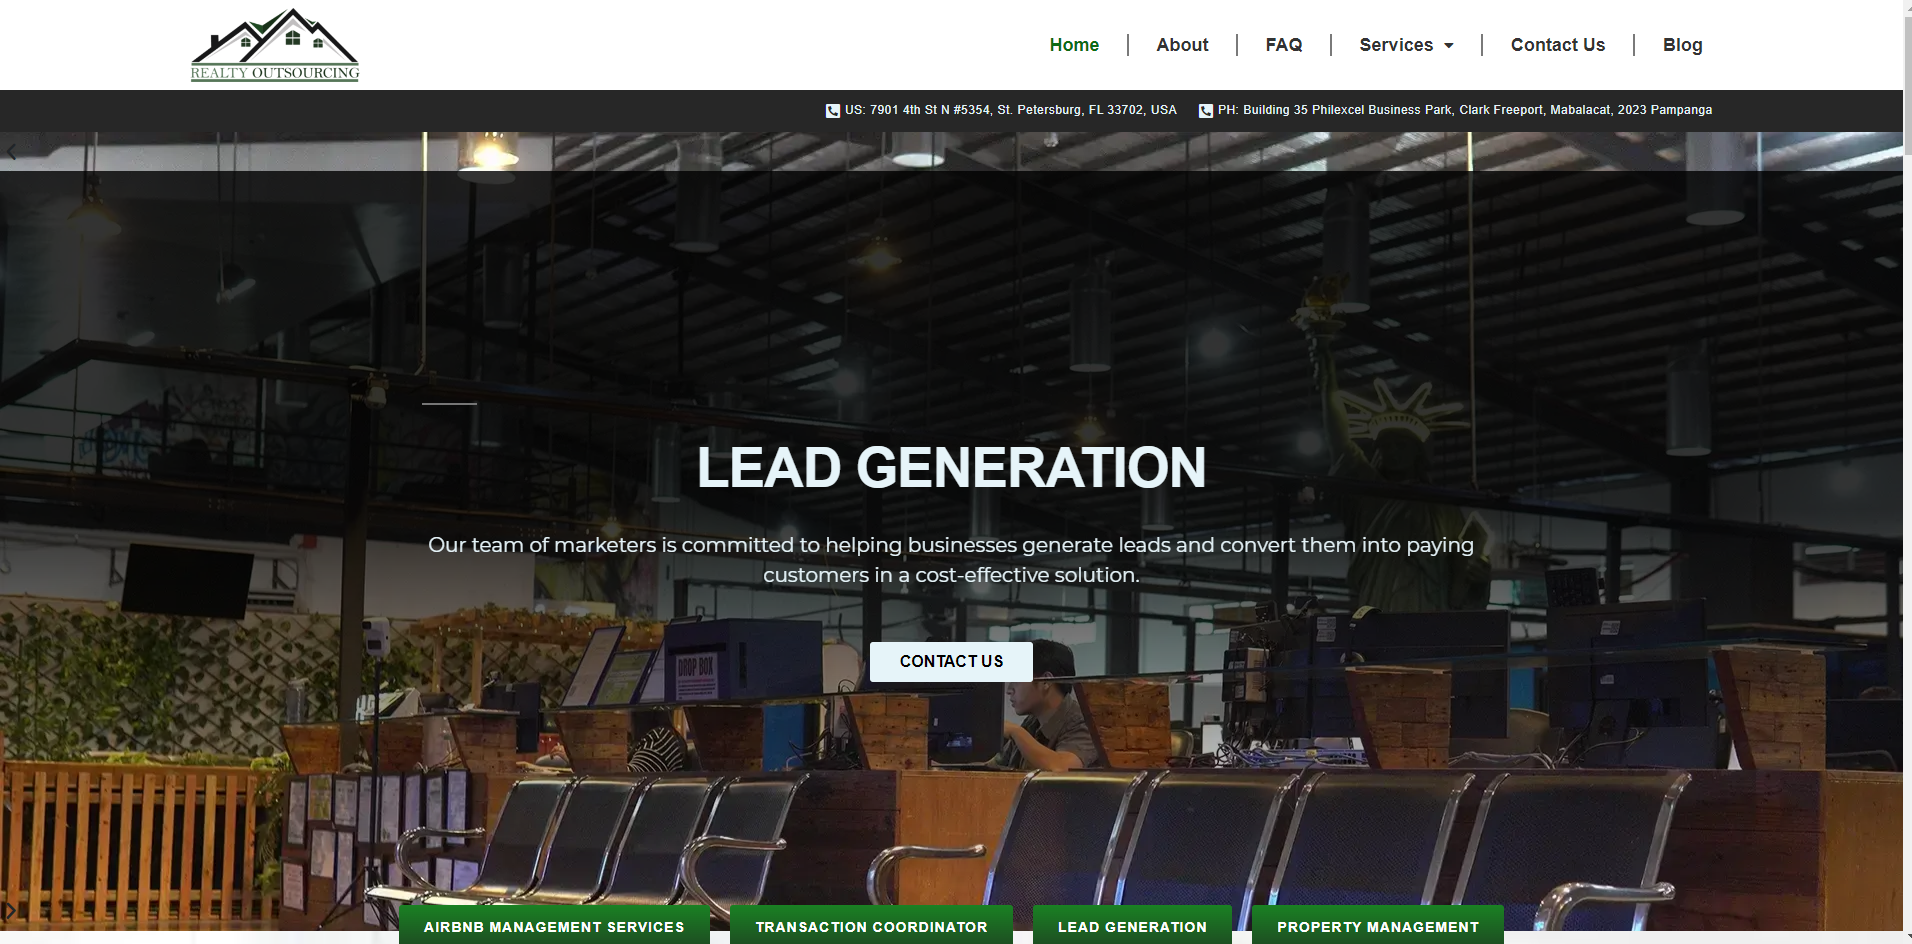 REALTY OUTSOURCING
Home
About
FAQ
Services
Contact Us
Blog
US: 7901 4th St N #5354, St. Petersburg, FL 33702, USA
PH: Building 35 Philexcel Business Park, Clark Freeport, Mabalacat, 2023 Pampanga
LEAD GENERATION
Our team of marketers is committed to helping businesses generate leads and convert them into paying
customers in a cost-effective solution.
CONTACT US
DROP BOX
AIRBNB MANAGEMENT SERVICES
TRANSACTION COORDINATOR
LEAD GENERATION
PROPERTY MANAGEMENT